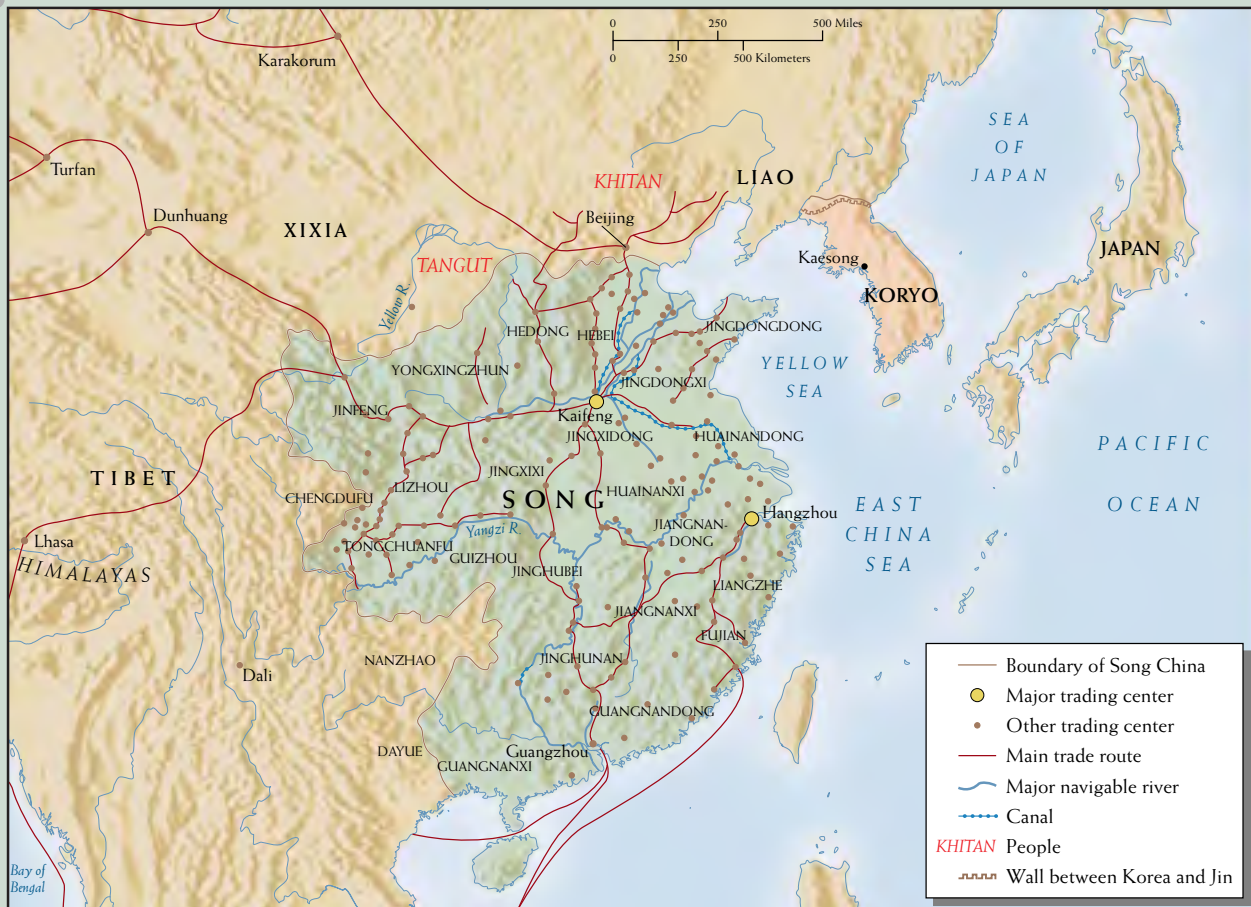 0 250 500 Miles
0 250 500 Kilometers
Karakorum
SEA
OF
JAPAN
Turfan
KHITAN
LIAO
Dunhuang
Beijing
XIXIA
JAPAN
TANGUT
Kaesong
KORYO
Yellow R.
HEDONG
HEBEI
JINGDONGDONG
YELLOW
SEA
YONGXINGZHUN
JINGDONGXI
JINFENG
Kaifeng
JINGXIDONG
HUAINANDONG
PACIFIC
OCEAN
TIBET
JINGXIXI
LIZHOU
CHENGDUFU
SONG
HUAINANXI
EAST
CHINA
SEA
Hangzhou
JIANGNAN-
DONG
Yangzi R.
Lhasa
HIMALAYAS
TONGCHUANFU
GUIZHOU
JINGHUBEI
LIANGZHE
JIANGNANXI
FUJIAN
NANZHAO
JINGHUNAN
Dali
GUANGNANDONG
DAYUE
Guangzhou
GUANGNANXI
Bay of
Bengal
Boundary of Song China
Major trading center
Other trading center
Main trade route
Major navigable river
Canal
KHITAN People
Wall between Korea and Jin